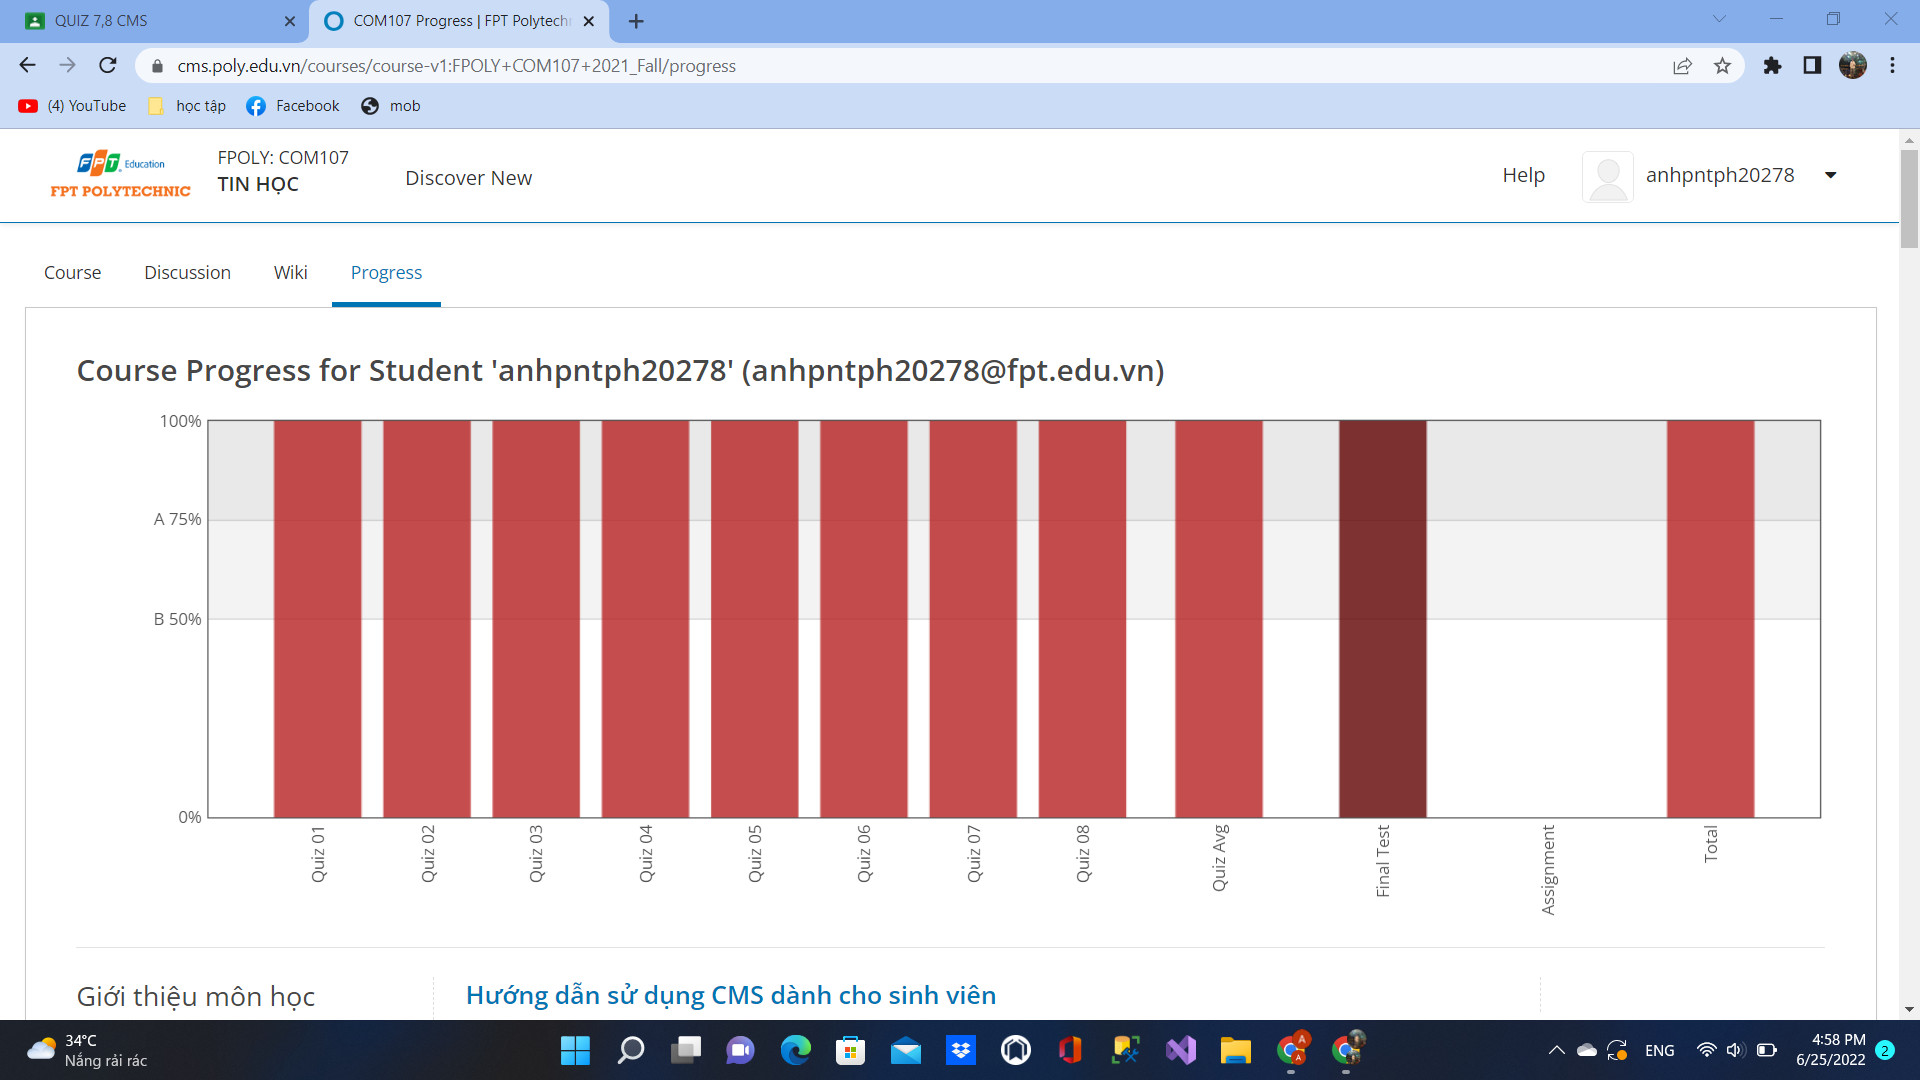 QUIZ 7,8 CMS
COM107 Progress | FPT Polytechn
cms.poly.edu.vn/courses/course-v1:FPOLY+COM107+2021_Fall/progress
(4) YouTube
học tập
Facebook
mob
FPT Education
FPT POLYTECHNIC
FPOLY: COM107
TIN HỌC
Discover New
Help
anhpntph20278
Course
Discussion
Wiki
Progress
Course Progress for Student 'anhpntph20278' (anhpntph20278@fpt.edu.vn)
100%
A 75%
B 50%
0%
Quiz 01
Quiz 02
Quiz 03
Quiz 04
Quiz 05
Quiz 06
Quiz 07
Quiz 08
Quiz Avg
Final Test
Assignment
Total
Giới thiệu môn học
Hướng dẫn sử dụng CMS dành cho sinh viên
34°C
Nắng rải rác
A
A
ENG
4:58 PM
6/25/2022
2